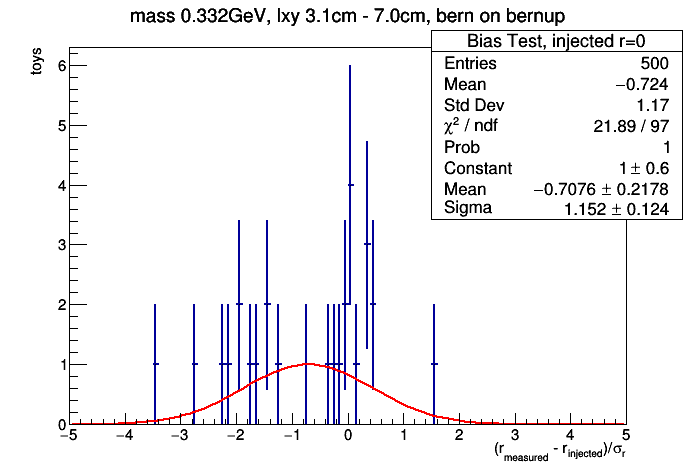 mass 0.332GeV, lxy 3.1cm - 7.0cm, bern on bernup
Bias Test, injected r=0
Entries 500
Mean −0.724
Std Dev 1.17
χ² / ndf 21.89 / 97
Prob 1
Constant 1 ± 0.6
Mean −0.7076 ± 0.2178
Sigma 1.152 ± 0.124
toys
6
5
4
3
2
1
0
−5 −4 −3 −2 −1 0 1 2 3 4 5
(r_measured - r_injected)/σ_r